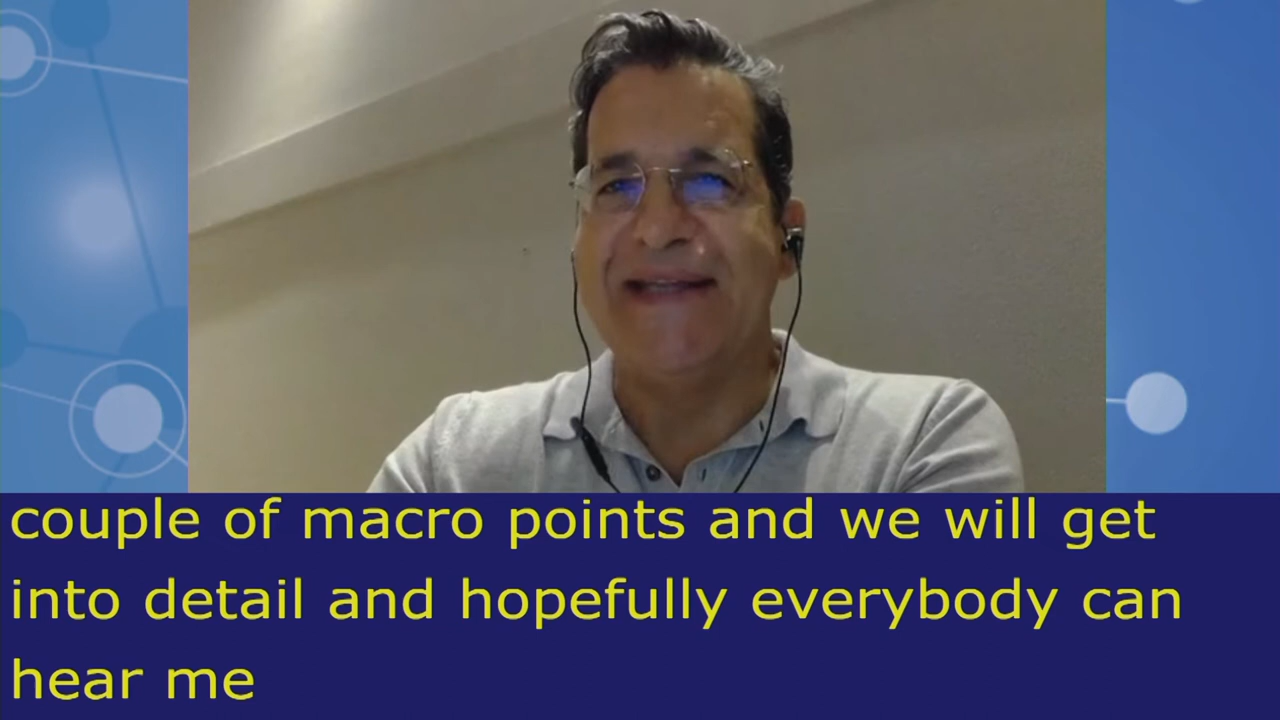 couple of macro points and we will get
into detail and hopefully everybody can
hear me